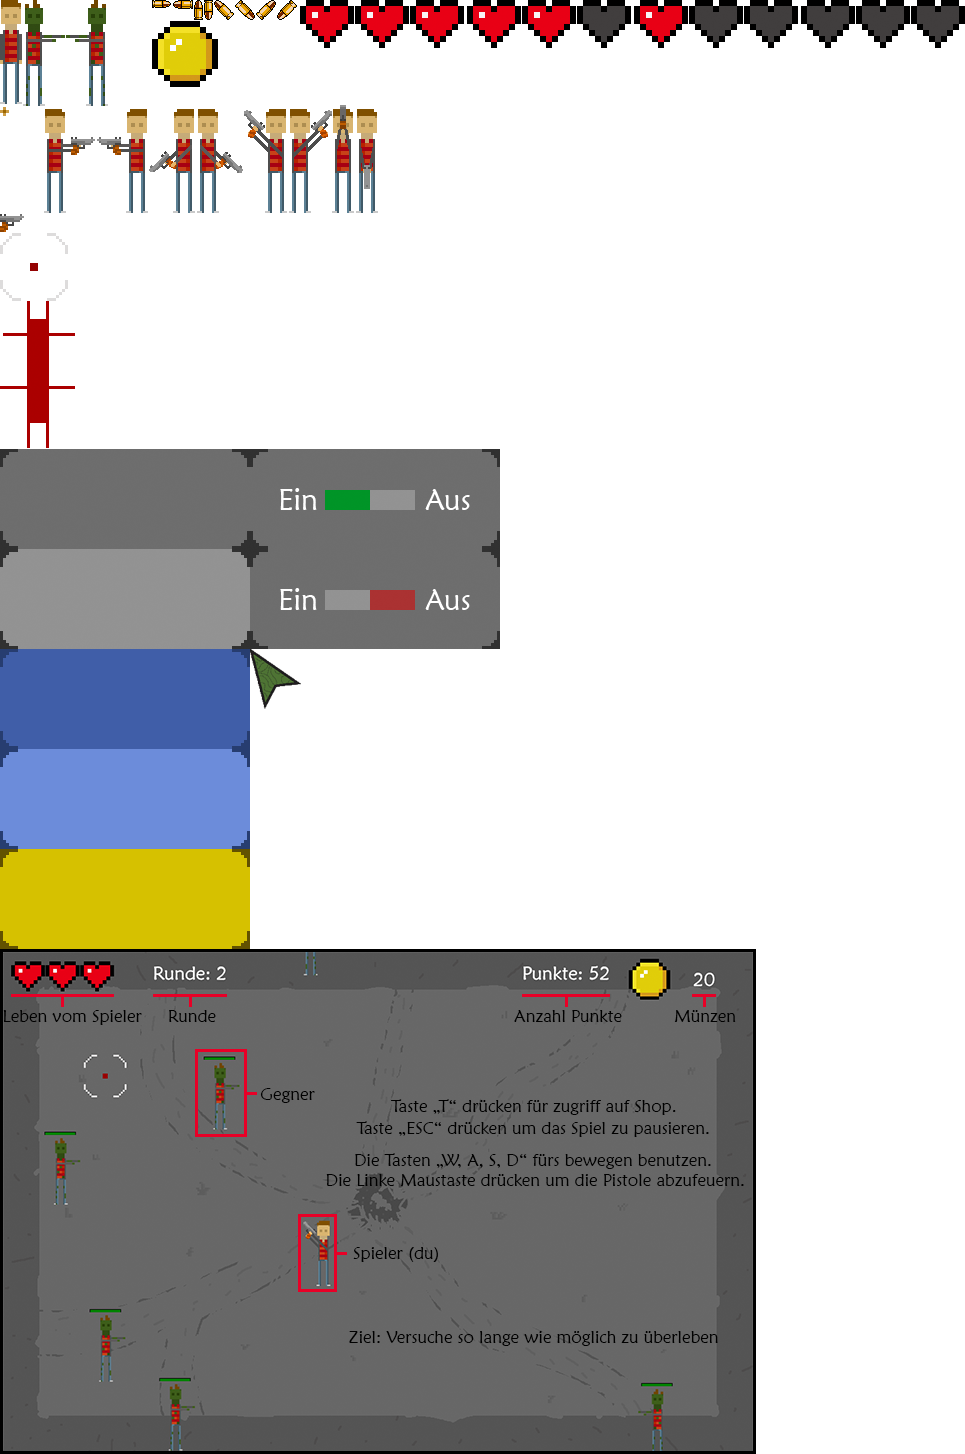 Ein Aus
Ein Aus
Runde: 2
Punkte: 52
20
Leben vom Spieler
Runde
Anzahl Punkte
Münzen
Gegner
Taste „T“ drücken für zugriff auf Shop.
Taste „ESC“ drücken um das Spiel zu pausieren.
Die Tasten „W, A, S, D“ fürs bewegen benutzen.
Die Linke Maustaste drücken um die Pistole abzufeuern.
Spieler (du)
Ziel: Versuche so lange wie möglich zu überleben